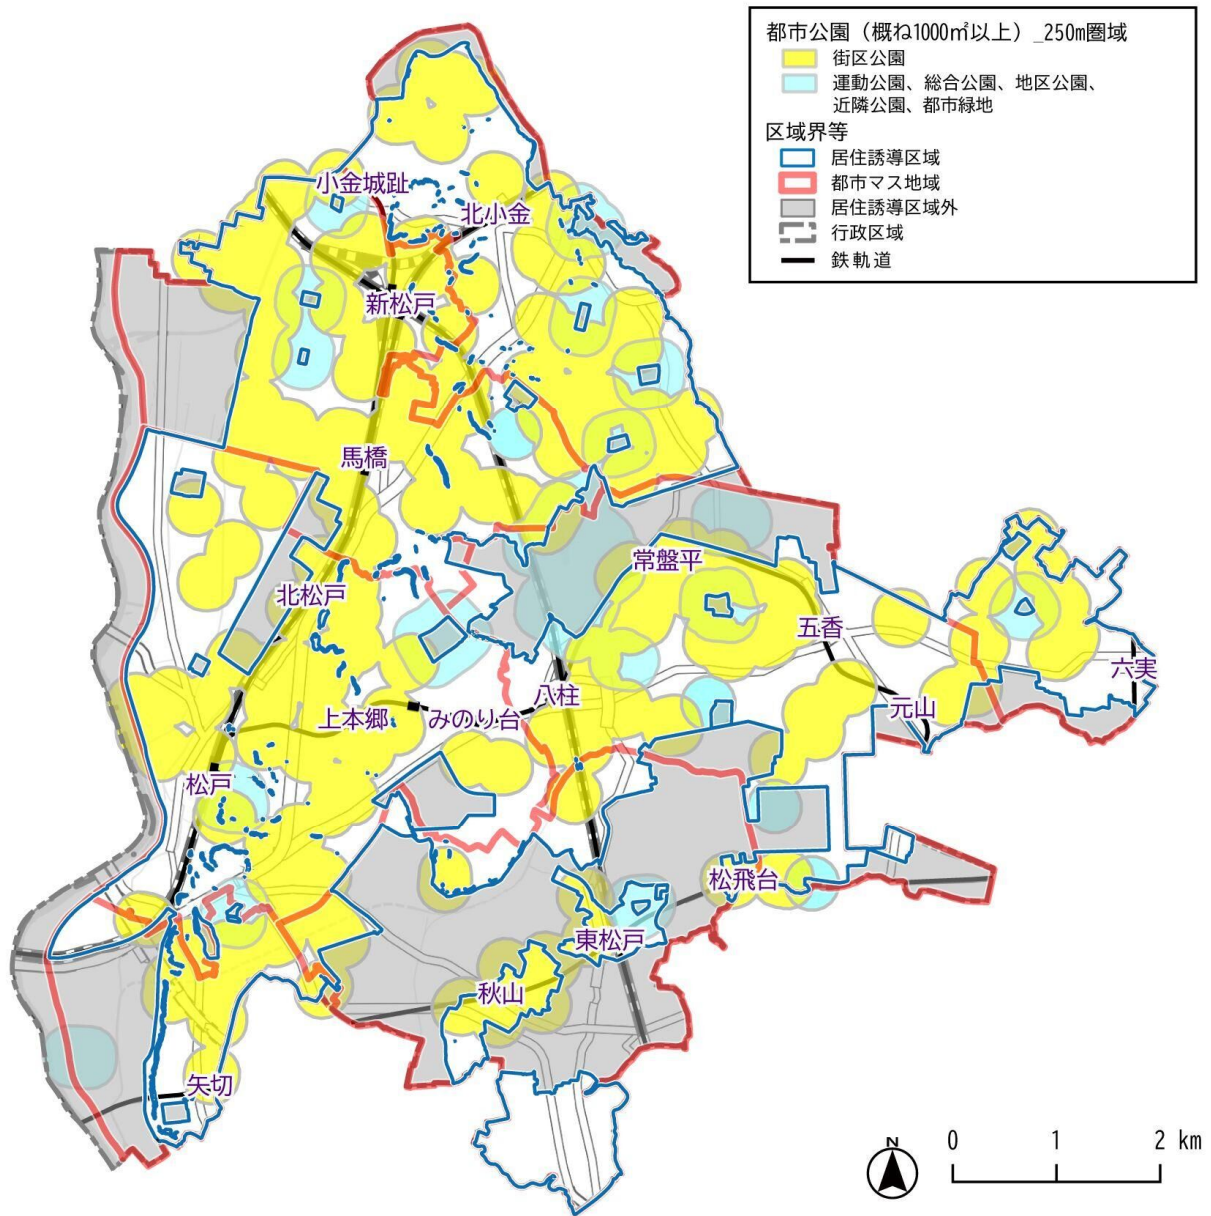 都市公園（概ね1000㎡以上）_250m圏域
街区公園
運動公園、総合公園、地区公園、
近隣公園、都市緑地
区域界等
居住誘導区域
都市マス地域
居住誘導区域外
行政区域
鉄軌道
小金城趾
北小金
新松戸
馬橋
常盤平
北松戸
五香
六実
八柱
元山
上本郷
みのり台
松戸
松飛台
東松戸
秋山
矢切
N
0 1 2 km